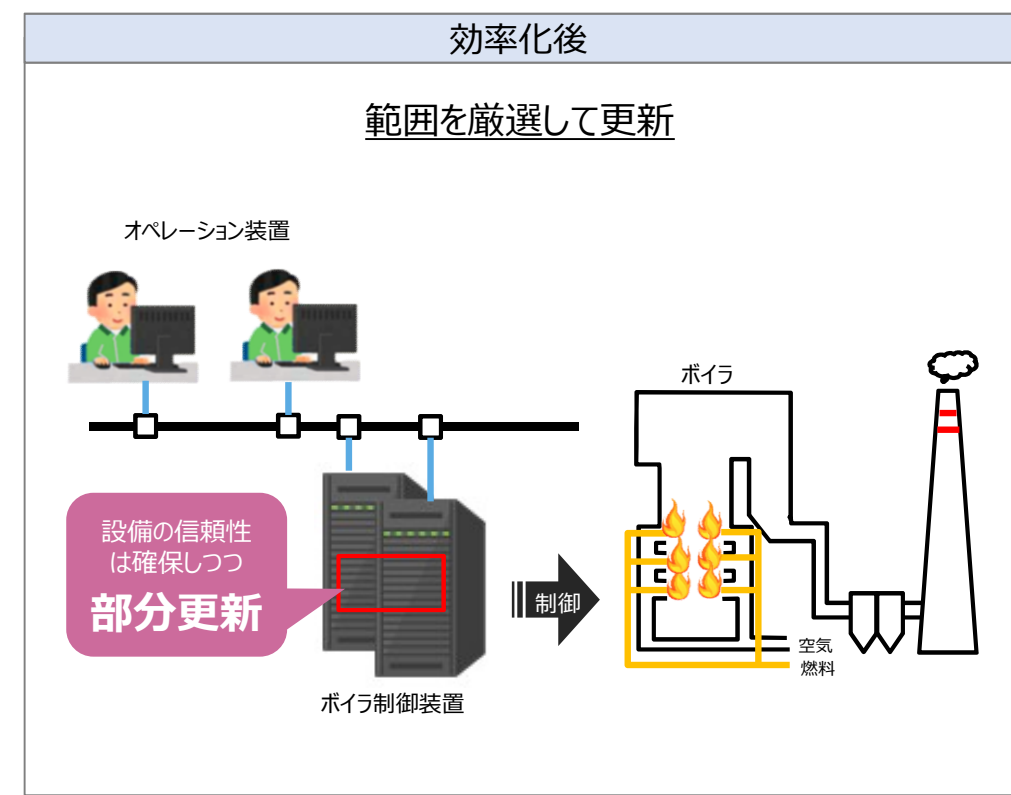 効率化後
範囲を厳選して更新
オペレーション装置
ボイラ
設備の信頼性
は確保しつつ
部分更新
制御
空気
燃料
ボイラ制御装置